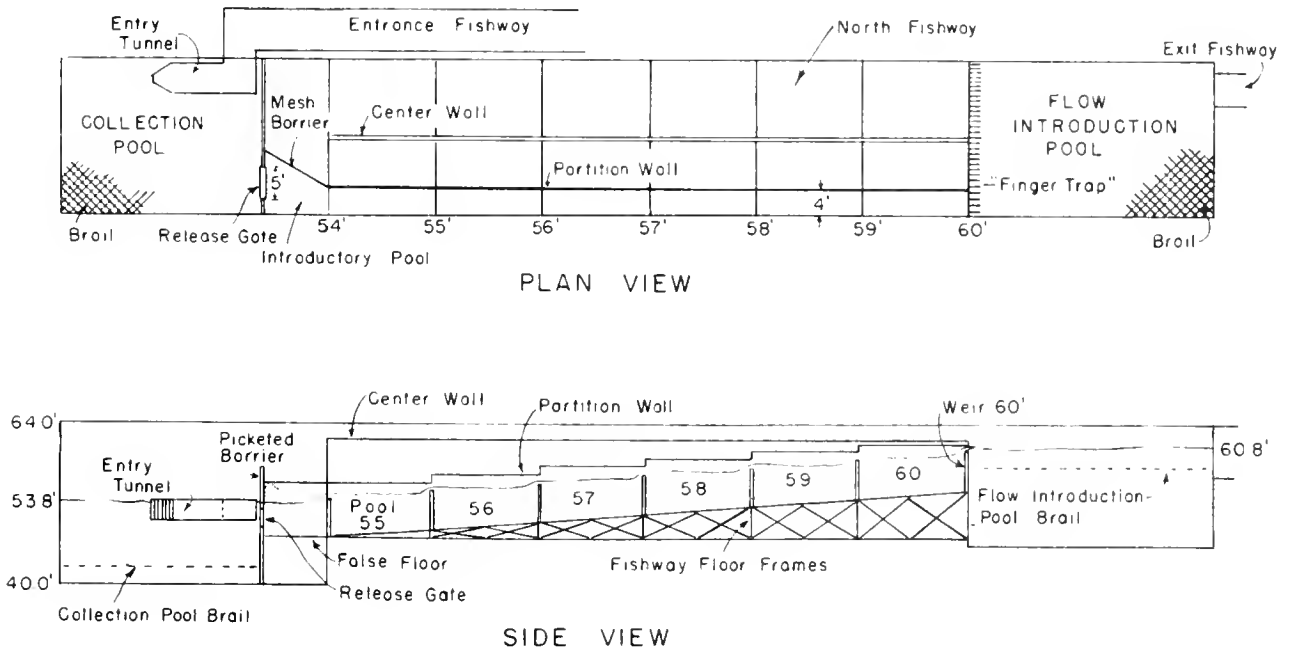 Entry
Tunnel
Entrance Fishway
North Fishway
Exit Fishway
COLLECTION
POOL
Mesh
Barrier
Center Wall
FLOW
INTRODUCTION
POOL
Partition Wall
5'
4'
"Finger Trap"
Brail
Release Gate
54'
55'
56'
57'
58'
59'
60'
Brail
Introductory Pool
PLAN VIEW
Center Wall
Partition Wall
Weir 60'
64.0'
Picketed
Barrier
60.8'
Entry
Tunnel
53.8'
Pool
55
56
57
58
59
60
Flow Introduction-
Pool Brail
False Floor
Fishway Floor Frames
40.0'
Release Gate
Collection Pool Brail
SIDE VIEW